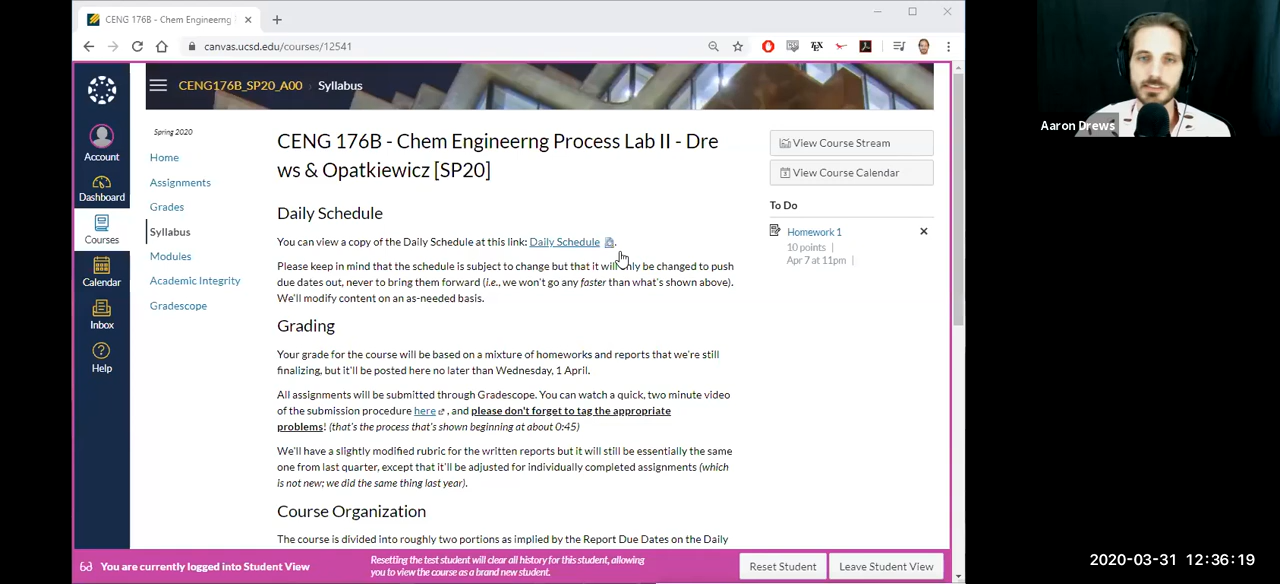 CENG 176B - Chem Engineerng
canvas.ucsd.edu/courses/12541
CENG176B_SP20_A00 › Syllabus
Account
Dashboard
Courses
Calendar
Inbox
Help
Spring 2020
Home
Assignments
Grades
Syllabus
Modules
Academic Integrity
Gradescope
CENG 176B - Chem Engineerng Process Lab II - Dre
ws & Opatkiewicz [SP20]
Daily Schedule
You can view a copy of the Daily Schedule at this link: Daily Schedule .
Please keep in mind that the schedule is subject to change but that it will only be changed to push
due dates out, never to bring them forward (i.e., we won't go any faster than what's shown above).
We'll modify content on an as-needed basis.
Grading
Your grade for the course will be based on a mixture of homeworks and reports that we're still
finalizing, but it'll be posted here no later than Wednesday, 1 April.
All assignments will be submitted through Gradescope. You can watch a quick, two minute video
of the submission procedure here , and please don't forget to tag the appropriate
problems! (that's the process that's shown beginning at about 0:45)
We'll have a slightly modified rubric for the written reports but it will still be essentially the same
one from last quarter, except that it'll be adjusted for individually completed assignments (which
is not new; we did the same thing last year).
Course Organization
The course is divided into roughly two portions as implied by the Report Due Dates on the Daily
View Course Stream
View Course Calendar
To Do
Homework 1
10 points |
Apr 7 at 11pm |
You are currently logged into Student View
Resetting the test student will clear all history for this student, allowing
you to view the course as a brand new student.
Reset Student
Leave Student View
Aaron Drews
2020-03-31 12:36:19